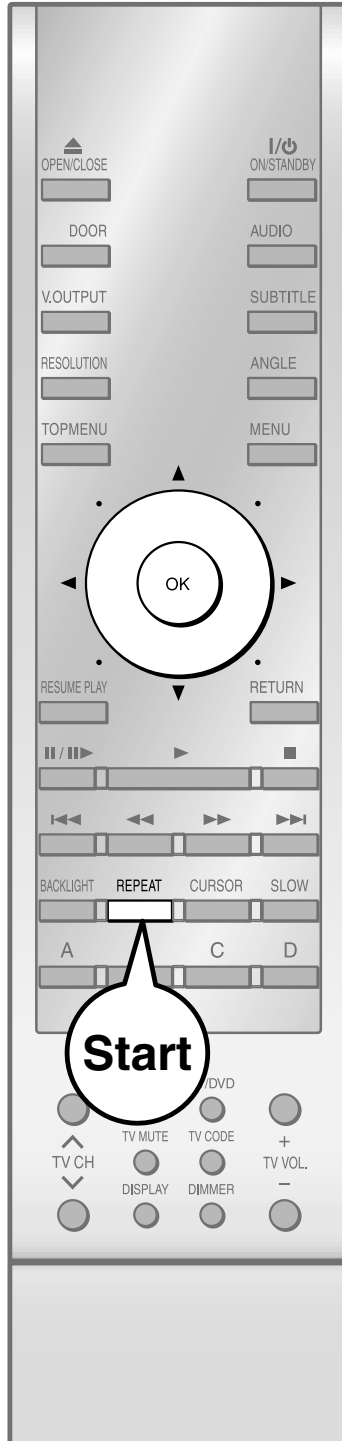 OPEN/CLOSE I/⏻ ON/STANDBY
DOOR AUDIO
V.OUTPUT SUBTITLE
RESOLUTION ANGLE
TOPMENU MENU
OK
RESUME PLAY RETURN
BACKLIGHT REPEAT CURSOR SLOW
A C D
Start
/DVD
TV MUTE TV CODE +
TV CH TV VOL.
DISPLAY DIMMER −